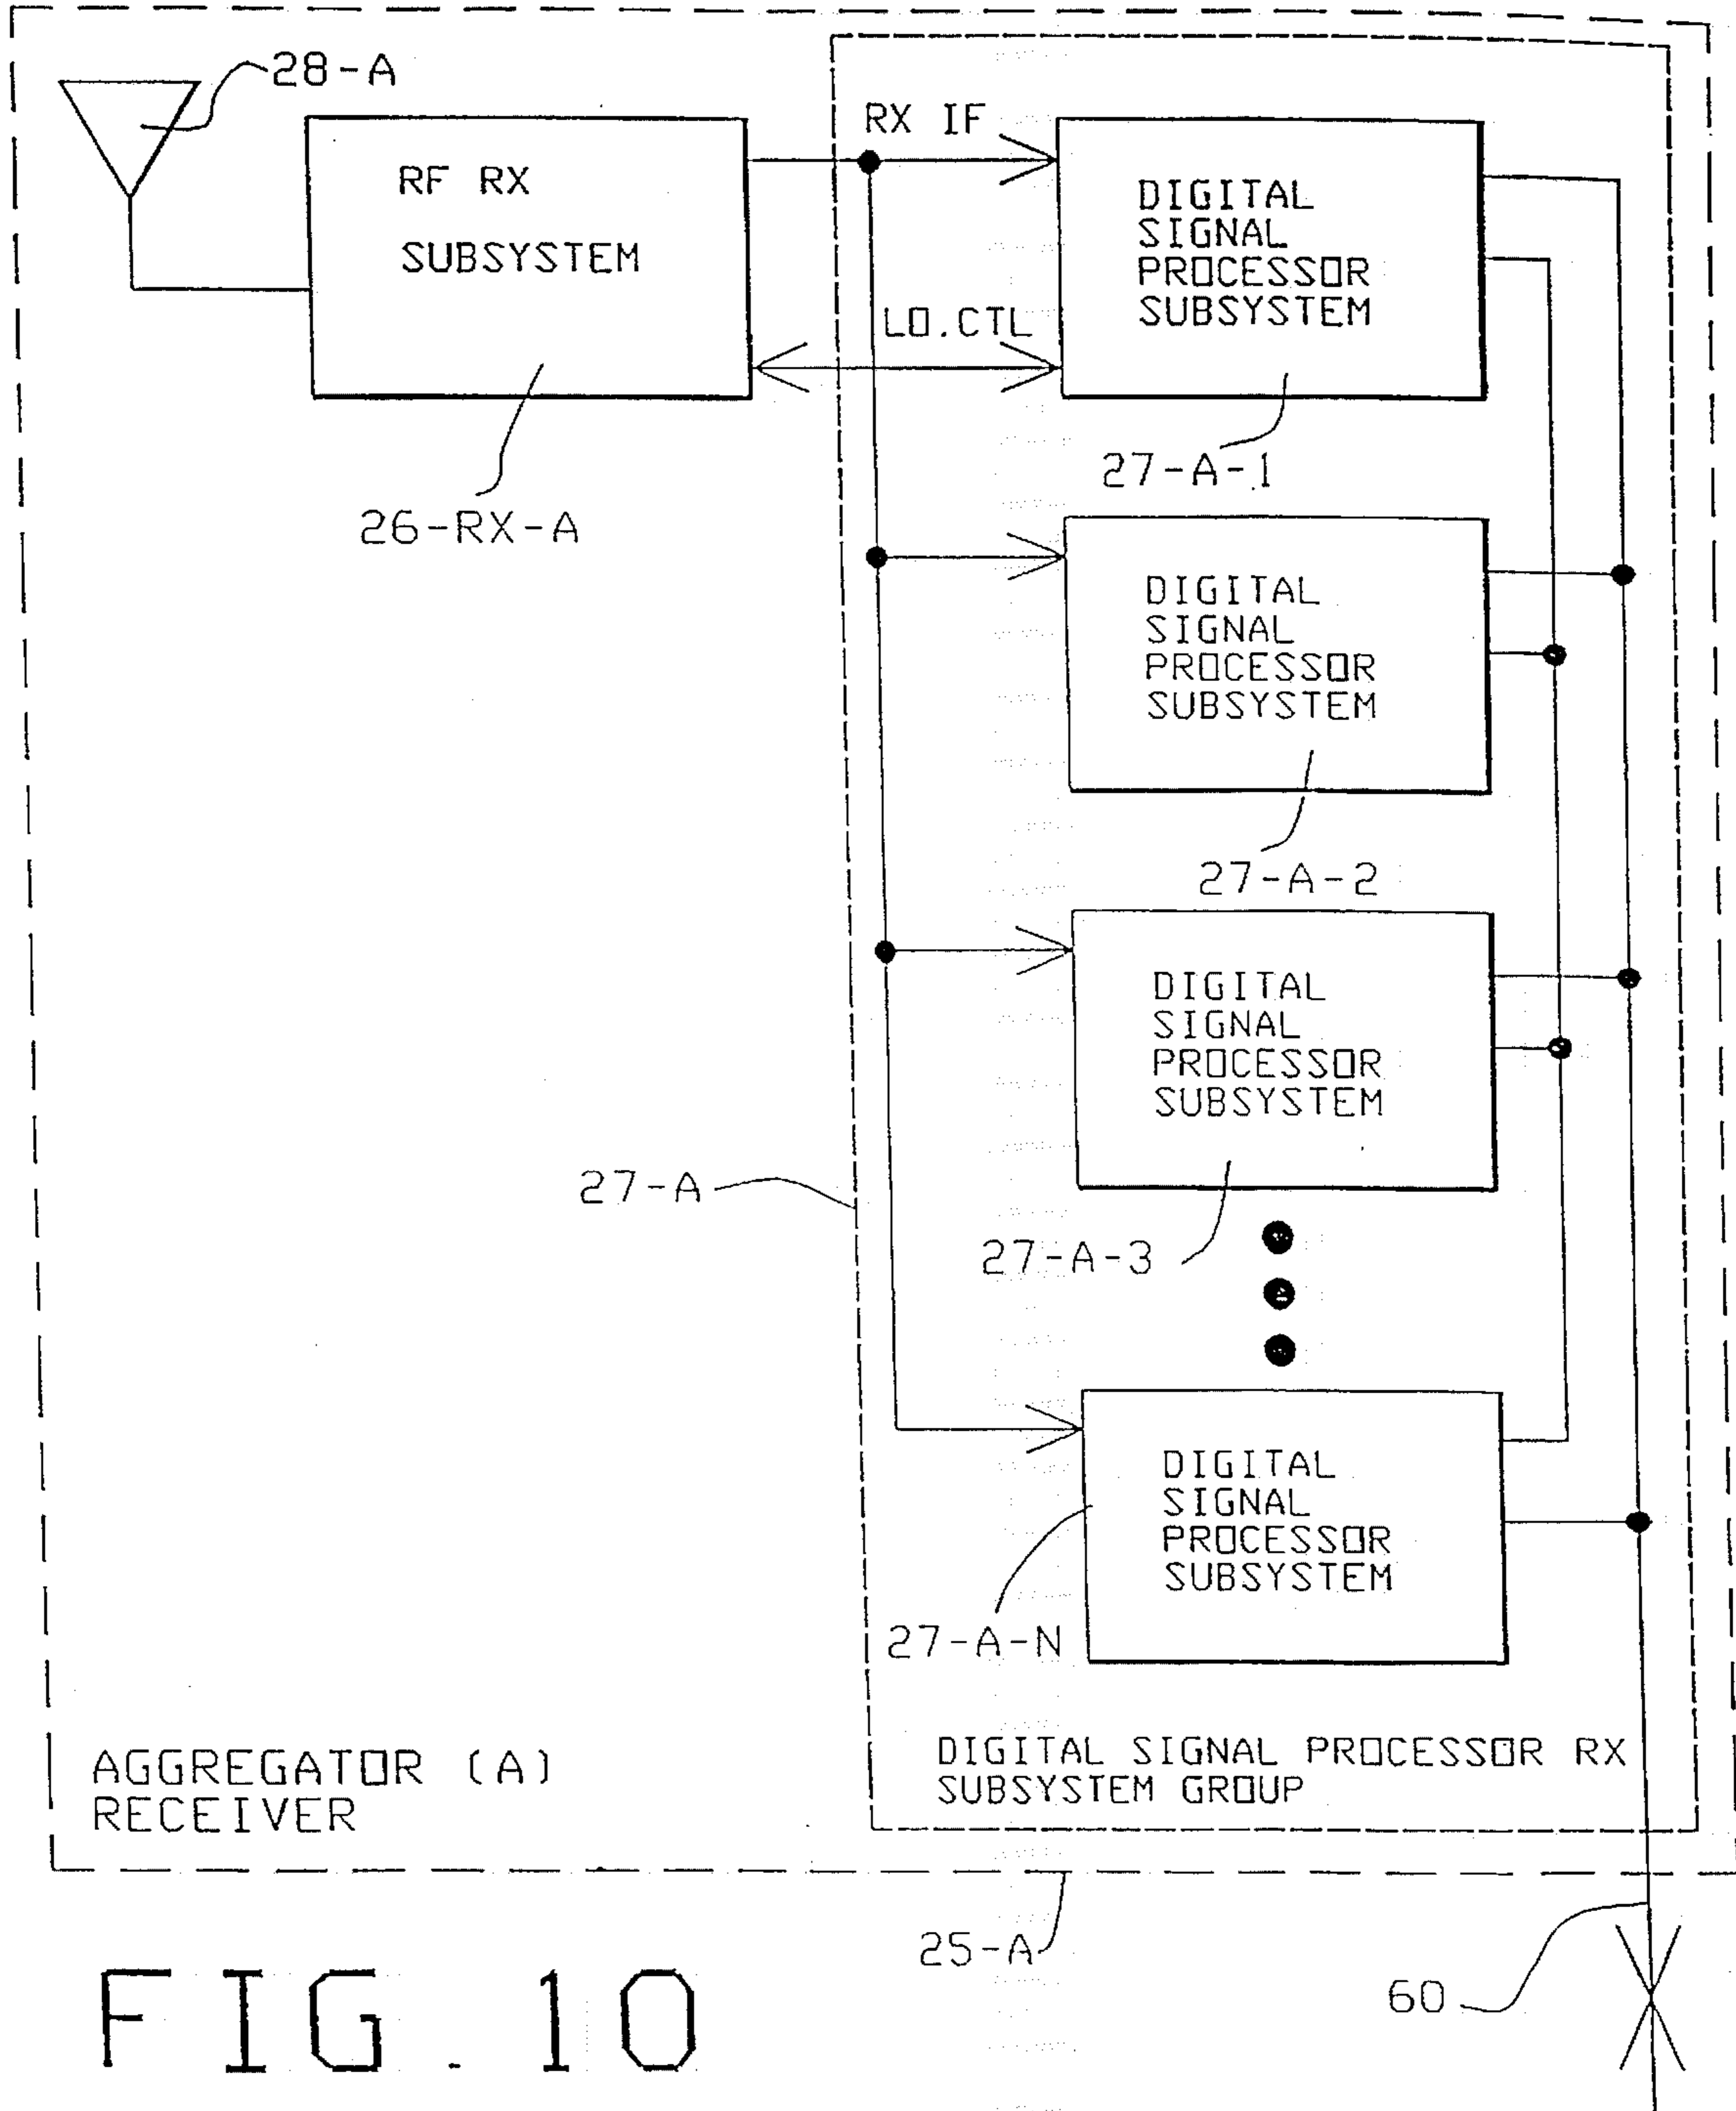 28-A
RF RX
SUBSYSTEM
26-RX-A
RX IF
LO.CTL
DIGITAL
SIGNAL
PROCESSOR
SUBSYSTEM
27-A-1
DIGITAL
SIGNAL
PROCESSOR
SUBSYSTEM
27-A-2
DIGITAL
SIGNAL
PROCESSOR
SUBSYSTEM
27-A
27-A-3
DIGITAL
SIGNAL
PROCESSOR
SUBSYSTEM
27-A-N
AGGREGATOR (A)
RECEIVER
DIGITAL SIGNAL PROCESSOR RX
SUBSYSTEM GROUP
25-A
60
FIG. 10